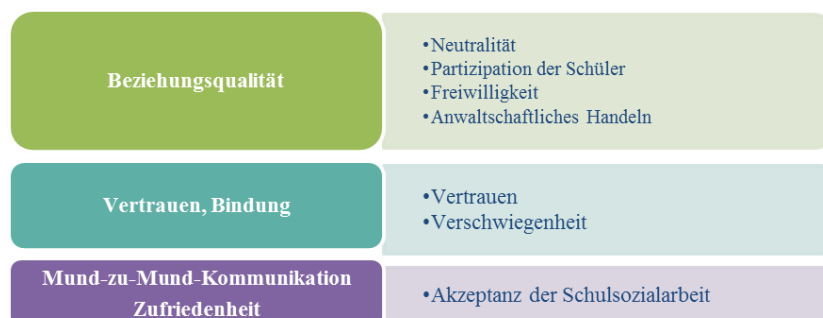 Beziehungsqualität
•Neutralität
•Partizipation der Schüler
•Freiwilligkeit
•Anwaltschaftliches Handeln
Vertrauen, Bindung
•Vertrauen
•Verschwiegenheit
Mund-zu-Mund-Kommunikation
Zufriedenheit
•Akzeptanz der Schulsozialarbeit